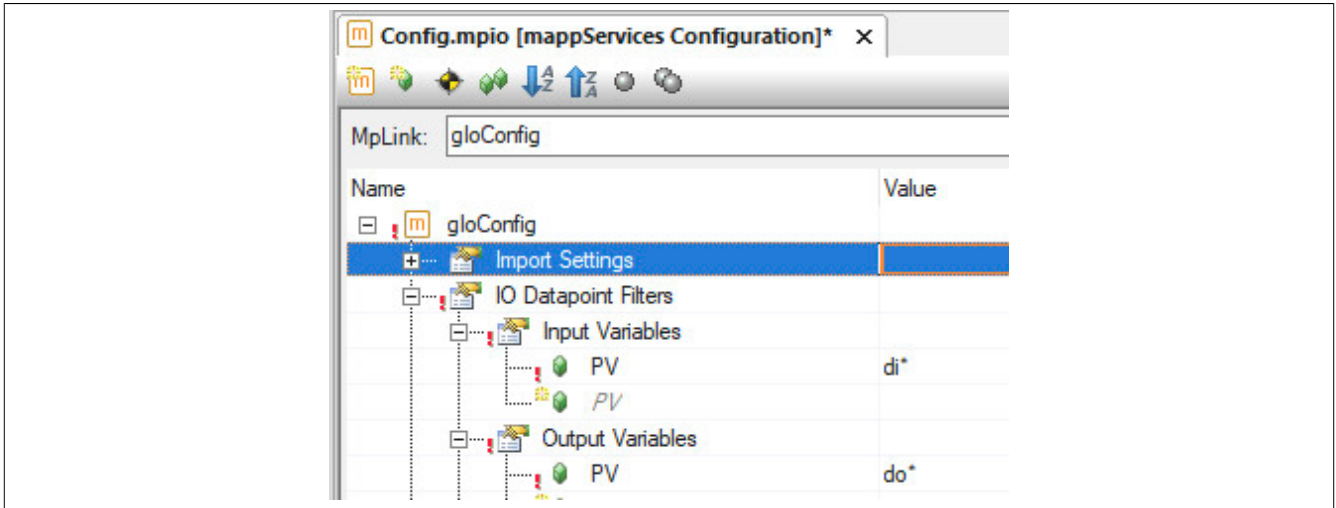 Config.mpio [mappServices Configuration]* x
MpLink: gloConfig
Name Value
gloConfig
Import Settings
IO Datapoint Filters
Input Variables
PV di*
PV
Output Variables
PV do*